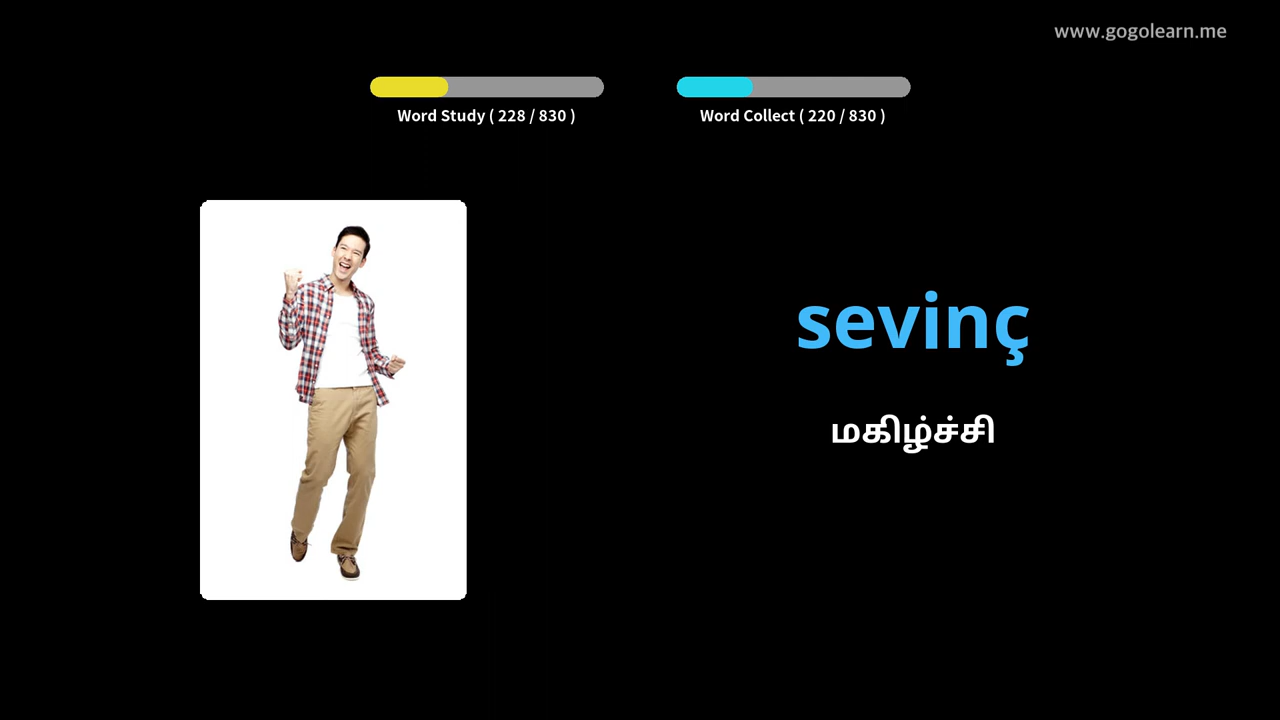 www.gogolearn.me
Word Study ( 228 / 830 )
Word Collect ( 220 / 830 )
sevinç
மகிழ்ச்சி